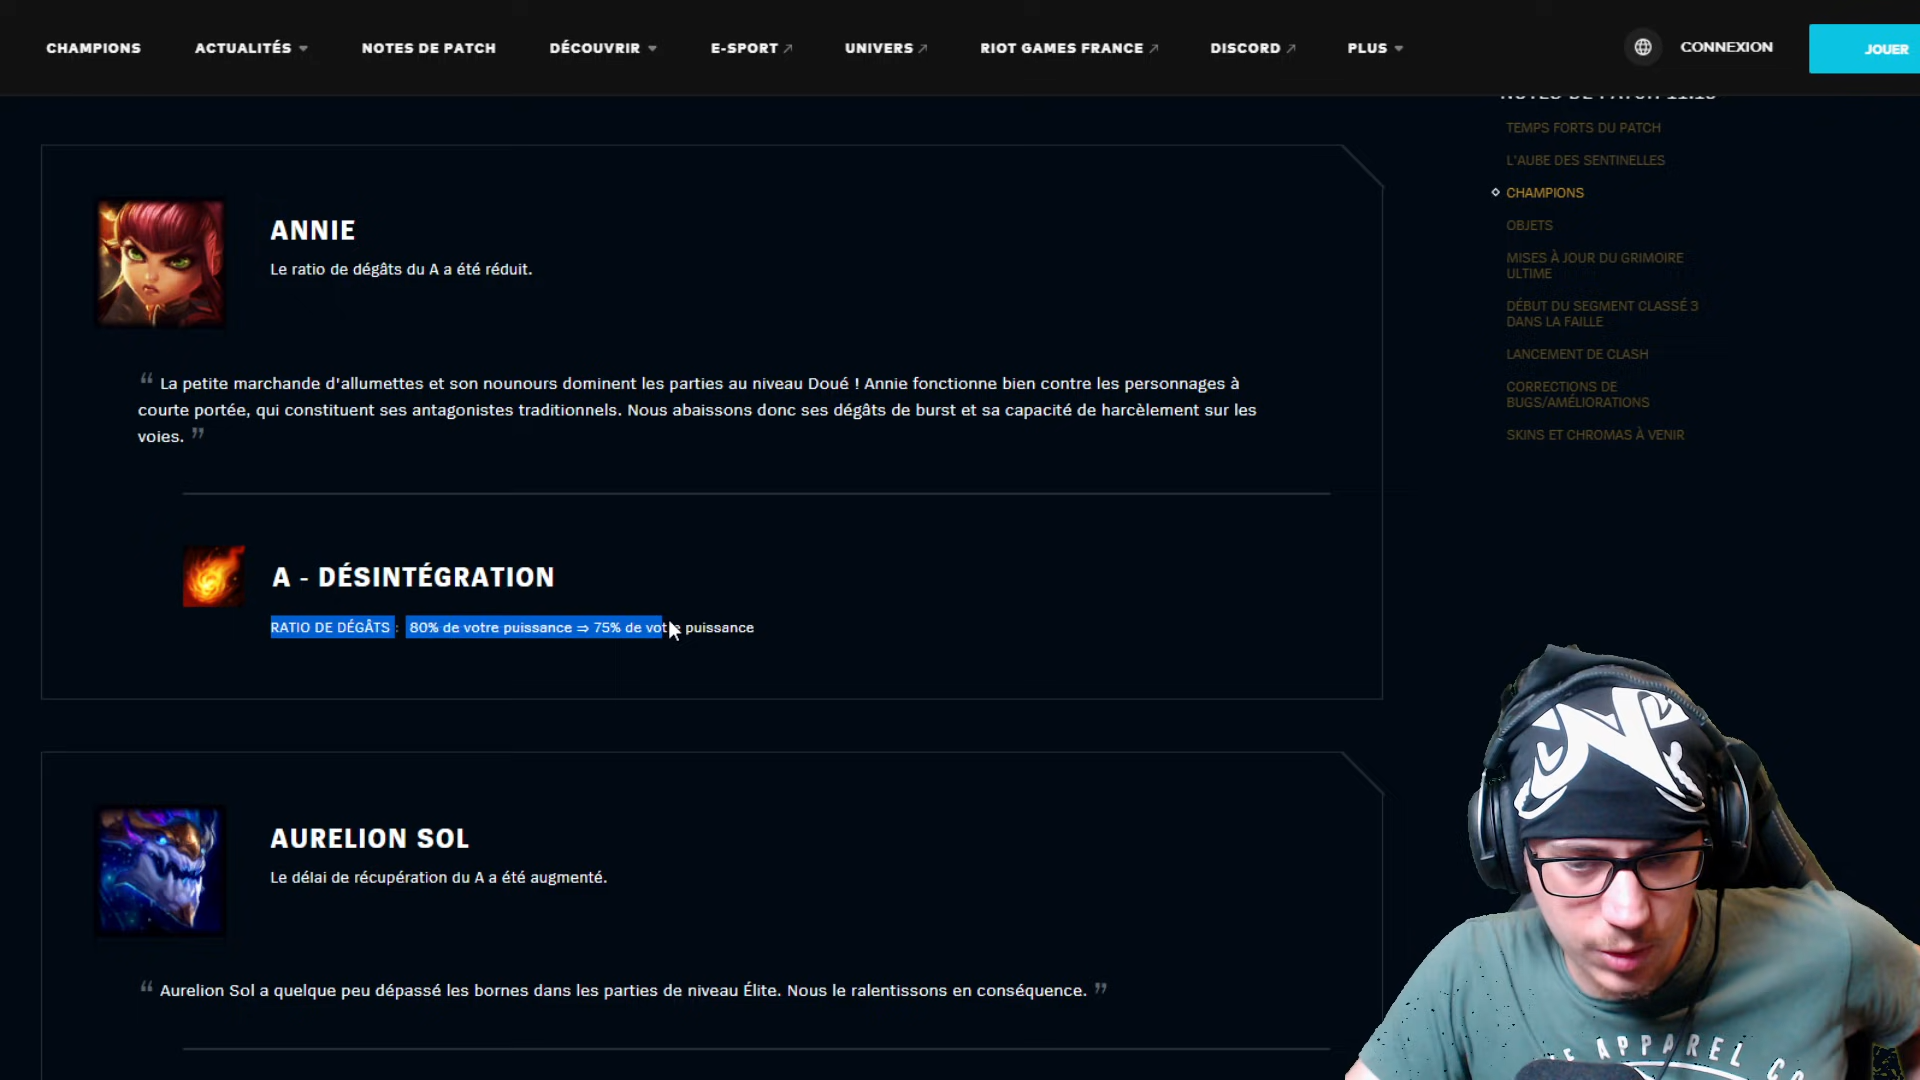 CHAMPIONS ACTUALITÉS NOTES DE PATCH DÉCOUVRIR E-SPORT UNIVERS RIOT GAMES FRANCE DISCORD PLUS CONNEXION JOUER
TEMPS FORTS DU PATCH
L'AUBE DES SENTINELLES
CHAMPIONS
OBJETS
MISES À JOUR DU GRIMOIRE
ULTIME
DÉBUT DU SEGMENT CLASSÉ 3
DANS LA FAILLE
LANCEMENT DE CLASH
CORRECTIONS DE
BUGS/AMÉLIORATIONS
SKINS ET CHROMAS À VENIR
ANNIE
Le ratio de dégâts du A a été réduit.
“ La petite marchande d'allumettes et son nounours dominent les parties au niveau Doué ! Annie fonctionne bien contre les personnages à
courte portée, qui constituent ses antagonistes traditionnels. Nous abaissons donc ses dégâts de burst et sa capacité de harcèlement sur les
voies. ”
A - DÉSINTÉGRATION
RATIO DE DÉGÂTS : 80% de votre puissance ⇒ 75% de votre puissance
AURELION SOL
Le délai de récupération du A a été augmenté.
“ Aurelion Sol a quelque peu dépassé les bornes dans les parties de niveau Élite. Nous le ralentissons en conséquence. ”
APPAREL